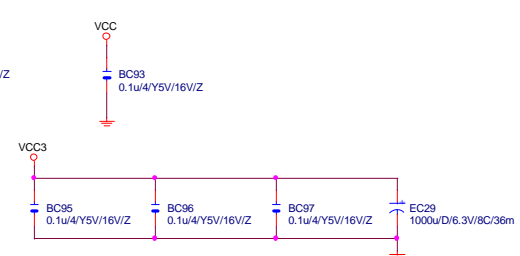 VCC
/Z
BC93
0.1u/4/Y5V/16V/Z
VCC3
BC95
0.1u/4/Y5V/16V/Z
BC96
0.1u/4/Y5V/16V/Z
BC97
0.1u/4/Y5V/16V/Z
EC29
1000u/D/6.3V/8C/36m